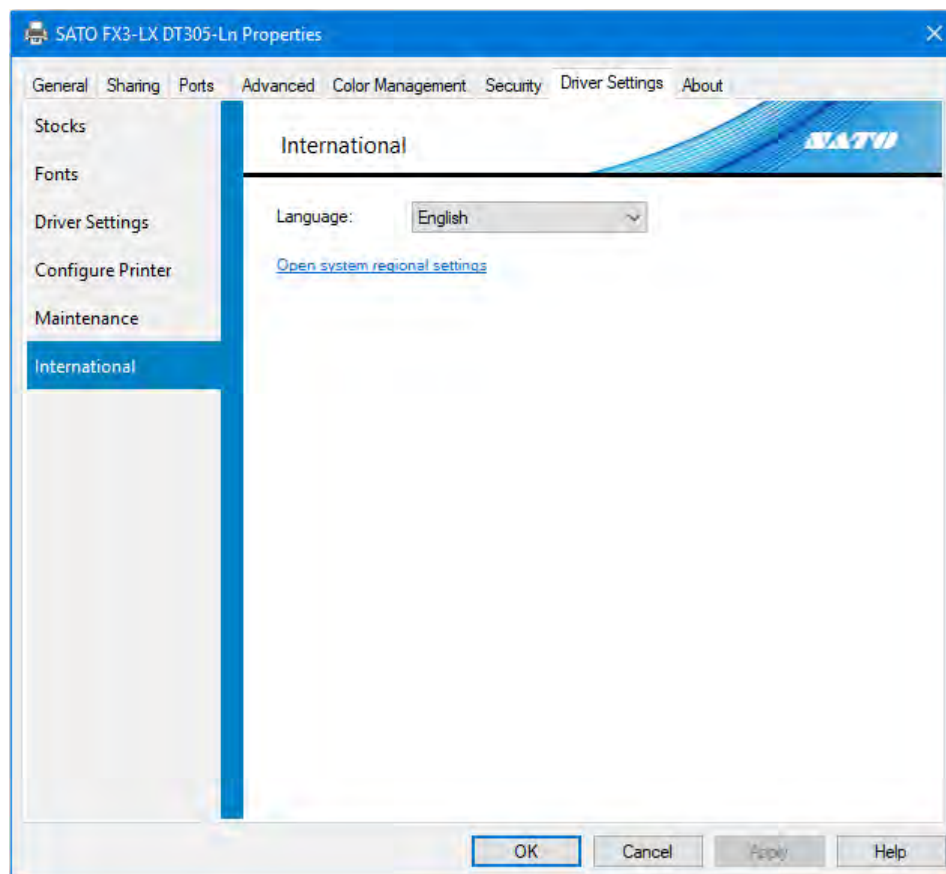 SATO FX3-LX DT305-Ln Properties
General Sharing Ports Advanced Color Management Security Driver Settings About
Stocks
Fonts
Driver Settings
Configure Printer
Maintenance
International
International
SATO
Language: English
Open system regional settings
OK Cancel Apply Help